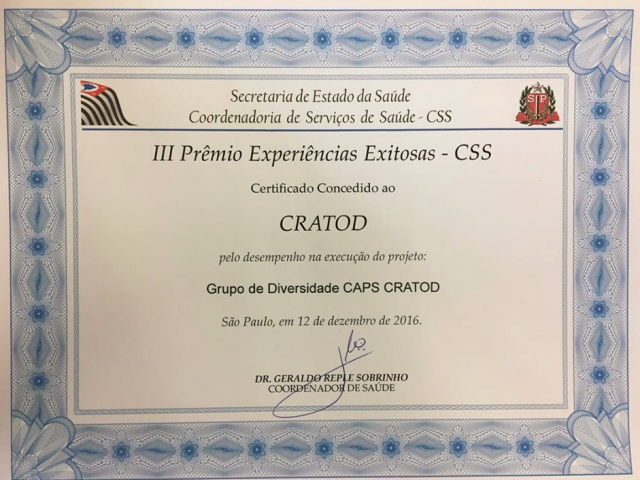 Secretaria de Estado da Saúde
Coordenadoria de Serviços de Saúde - CSS
III Prêmio Experiências Exitosas - CSS
Certificado Concedido ao
CRATOD
pelo desempenho na execução do projeto:
Grupo de Diversidade CAPS CRATOD
São Paulo, em 12 de dezembro de 2016.
DR. GERALDO REPLE SOBRINHO
COORDENADOR DE SAÚDE